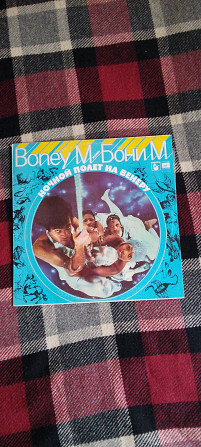 Boney M/Бони М.
НОЧНОЙ ПОЛЕТ НА ВЕНЕРУ